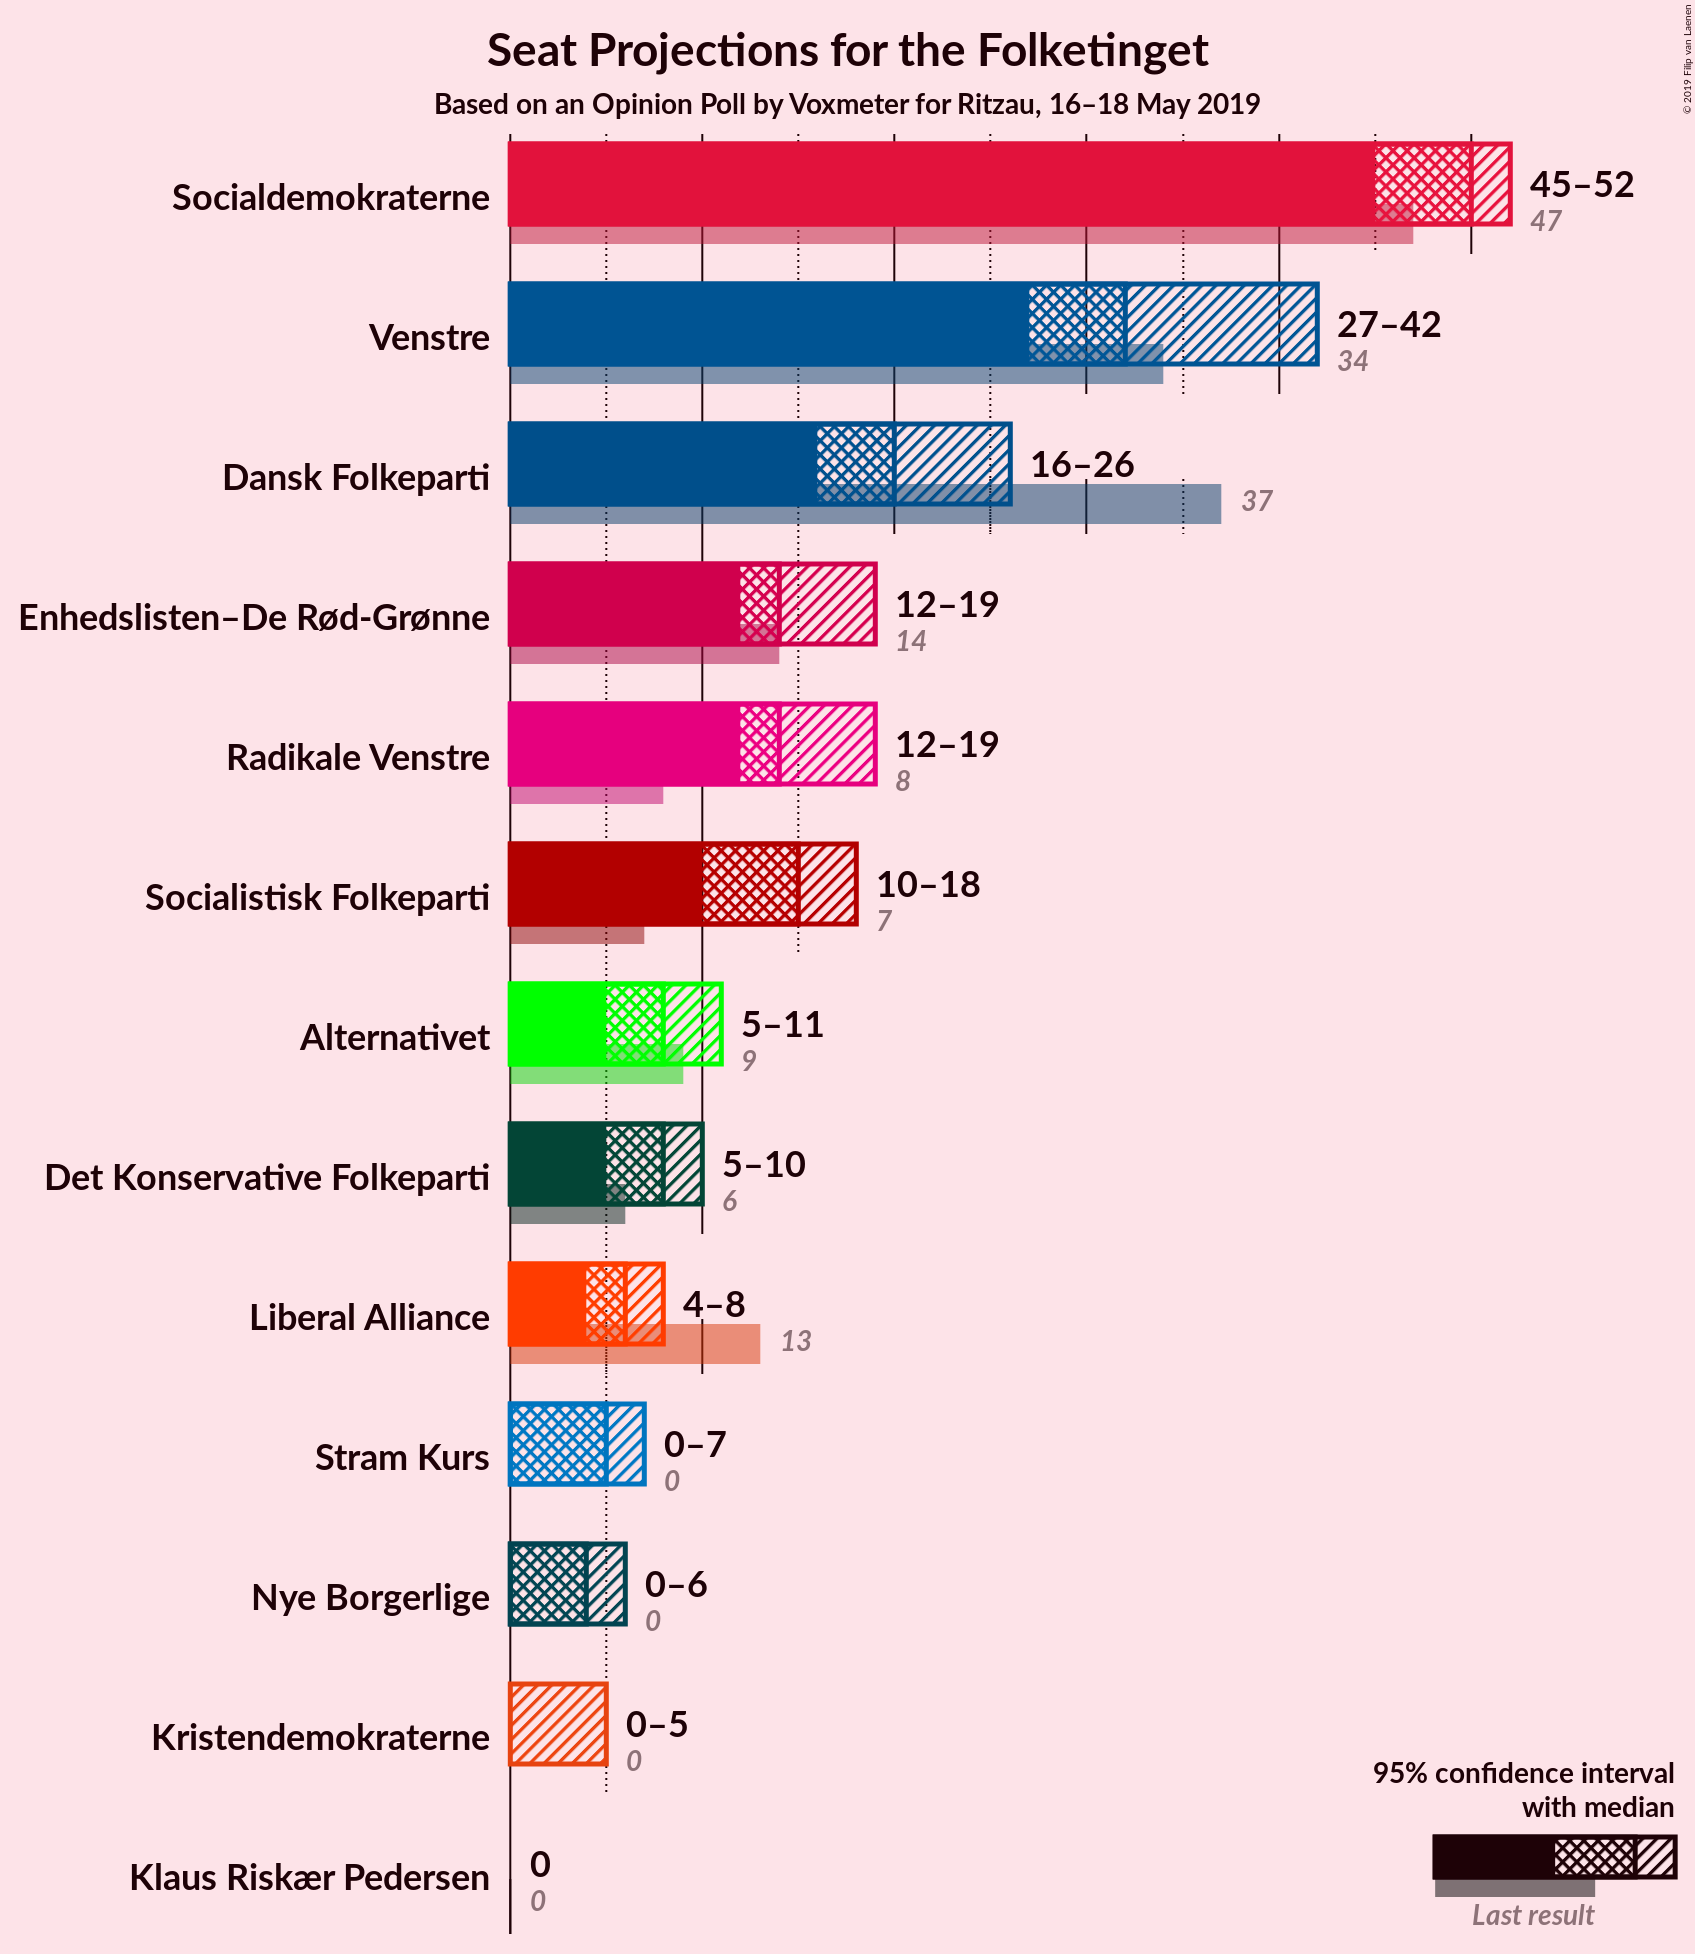 Seat Projections for the Folketinget
Based on an Opinion Poll by Voxmeter for Ritzau, 16–18 May 2019
© 2019 Filip van Laenen
Socialdemokraterne
45–52
47
Venstre
27–42
34
Dansk Folkeparti
16–26
37
Enhedslisten–De Rød-Grønne
12–19
14
Radikale Venstre
12–19
8
Socialistisk Folkeparti
10–18
7
Alternativet
5–11
9
Det Konservative Folkeparti
5–10
6
Liberal Alliance
4–8
13
Stram Kurs
0–7
0
Nye Borgerlige
0–6
0
Kristendemokraterne
0–5
0
Klaus Riskær Pedersen
0
0
95% confidence interval
with median
Last result